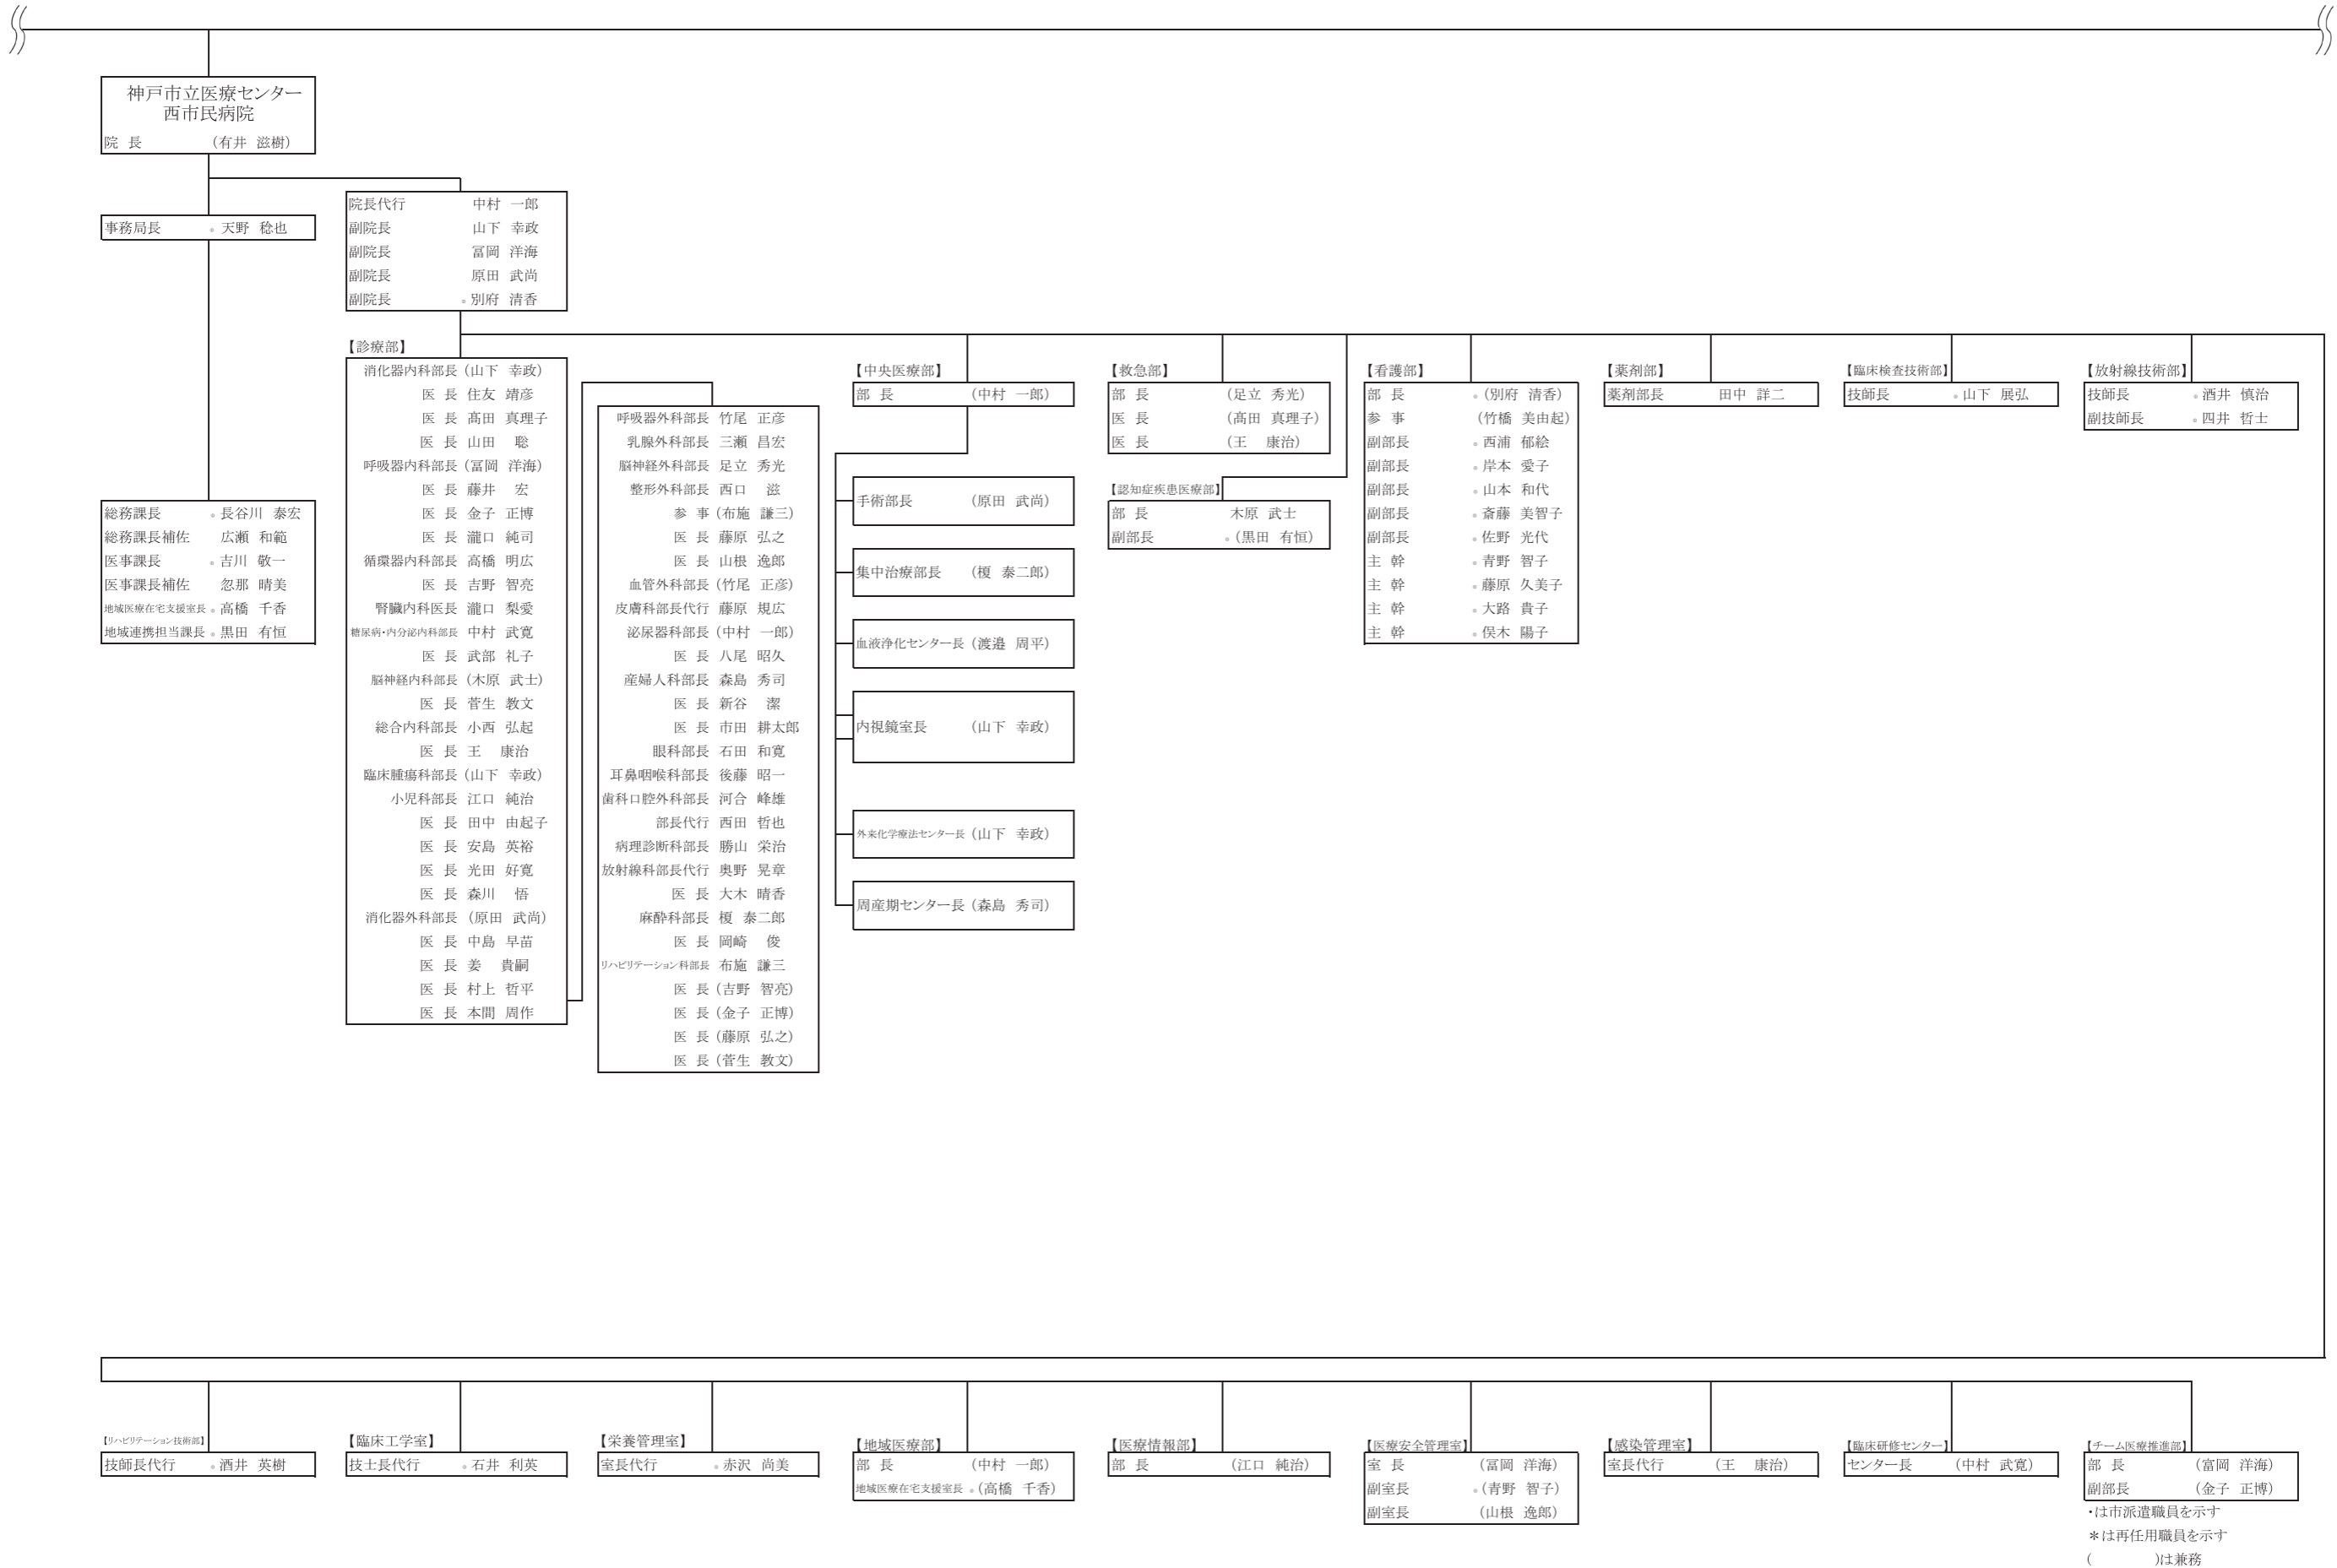 神戸市立医療センター
西市民病院
院 長 (有井 滋樹)
事務局長 ・天野 稔也
院長代行 中村 一郎
副院長 山下 幸政
副院長 冨岡 洋海
副院長 原田 武尚
副院長 ・別府 清香
総務課長 ・長谷川 泰宏
総務課長補佐 広瀬 和範
医事課長 ・吉川 敬一
医事課長補佐 忍那 晴美
地域医療在宅支援室長 ・高橋 千香
地域連携担当課長 ・黒田 有恒
【診療部】
消化器内科部長 (山下 幸政)
医 長 住友 靖彦
医 長 髙田 真理子
医 長 山田 聡
呼吸器内科部長 (冨岡 洋海)
医 長 藤井 宏
医 長 金子 正博
医 長 瀧口 純司
循環器内科部長 高橋 明広
医 長 吉野 智亮
腎臓内科医長 瀧口 梨愛
糖尿病・内分泌内科部長 中村 武寛
医 長 武部 礼子
脳神経内科部長 (木原 武士)
医 長 菅生 教文
総合内科部長 小西 弘起
医 長 王 康治
臨床腫瘍科部長 (山下 幸政)
小児科部長 江口 純治
医 長 田中 由起子
医 長 安島 英裕
医 長 光田 好寛
医 長 森川 悟
消化器外科部長 (原田 武尚)
医 長 中島 早苗
医 長 姜 貴嗣
医 長 村上 哲平
医 長 本間 周作
呼吸器外科部長 竹尾 正彦
乳腺外科部長 三瀬 昌宏
脳神経外科部長 足立 秀光
整形外科部長 西口 滋
参 事 (布施 謙三)
医 長 藤原 弘之
医 長 山根 逸郎
血管外科部長 (竹尾 正彦)
皮膚科部長代行 藤原 規広
泌尿器科部長 (中村 一郎)
医 長 八尾 昭久
産婦人科部長 森島 秀司
医 長 新谷 潔
医 長 市田 耕太郎
眼科部長 石田 和寛
耳鼻咽喉科部長 後藤 昭一
歯科口腔外科部長 河合 峰雄
部長代行 西田 哲也
病理診断科部長 勝山 栄治
放射線科部長代行 奥野 晃章
医 長 大木 晴香
麻酔科部長 榎 泰二郎
医 長 岡崎 俊
リハビリテーション科部長 布施 謙三
医 長 (吉野 智亮)
医 長 (金子 正博)
医 長 (藤原 弘之)
医 長 (菅生 教文)
【中央医療部】
部 長 (中村 一郎)
手術部長 (原田 武尚)
集中治療部長 (榎 泰二郎)
血液浄化センター長 (渡邉 周平)
内視鏡室長 (山下 幸政)
外来化学療法センター長 (山下 幸政)
周産期センター長 (森島 秀司)
【救急部】
部 長 (足立 秀光)
医 長 (髙田 真理子)
医 長 (王 康治)
【認知症疾患医療部】
部 長 木原 武士
副部長 ・(黒田 有恒)
【看護部】
部 長 ・(別府 清香)
参 事 (竹橋 美由起)
副部長 ・西浦 郁絵
副部長 ・岸本 愛子
副部長 ・山本 和代
副部長 ・斎藤 美智子
副部長 ・佐野 光代
主 幹 ・青野 智子
主 幹 ・藤原 久美子
主 幹 ・大路 貴子
主 幹 ・俣木 陽子
【薬剤部】
薬剤部長 田中 詳二
【臨床検査技術部】
技師長 ・山下 展弘
【放射線技術部】
技師長 ・酒井 慎治
副技師長 ・四井 哲士
【リハビリテーション技術部】
技師長代行 ・酒井 英樹
【臨床工学室】
技士長代行 ・石井 利英
【栄養管理室】
室長代行 ・赤沢 尚美
【地域医療部】
部 長 (中村 一郎)
地域医療在宅支援室長 ・(高橋 千香)
【医療情報部】
部 長 (江口 純治)
【医療安全管理室】
室 長 (冨岡 洋海)
副室長 ・(青野 智子)
副室長 (山根 逸郎)
【感染管理室】
室長代行 (王 康治)
【臨床研修センター】
センター長 (中村 武寛)
【チーム医療推進部】
部 長 (富岡 洋海)
副部長 (金子 正博)
・は市派遣職員を示す
＊は再任用職員を示す
( )は兼務